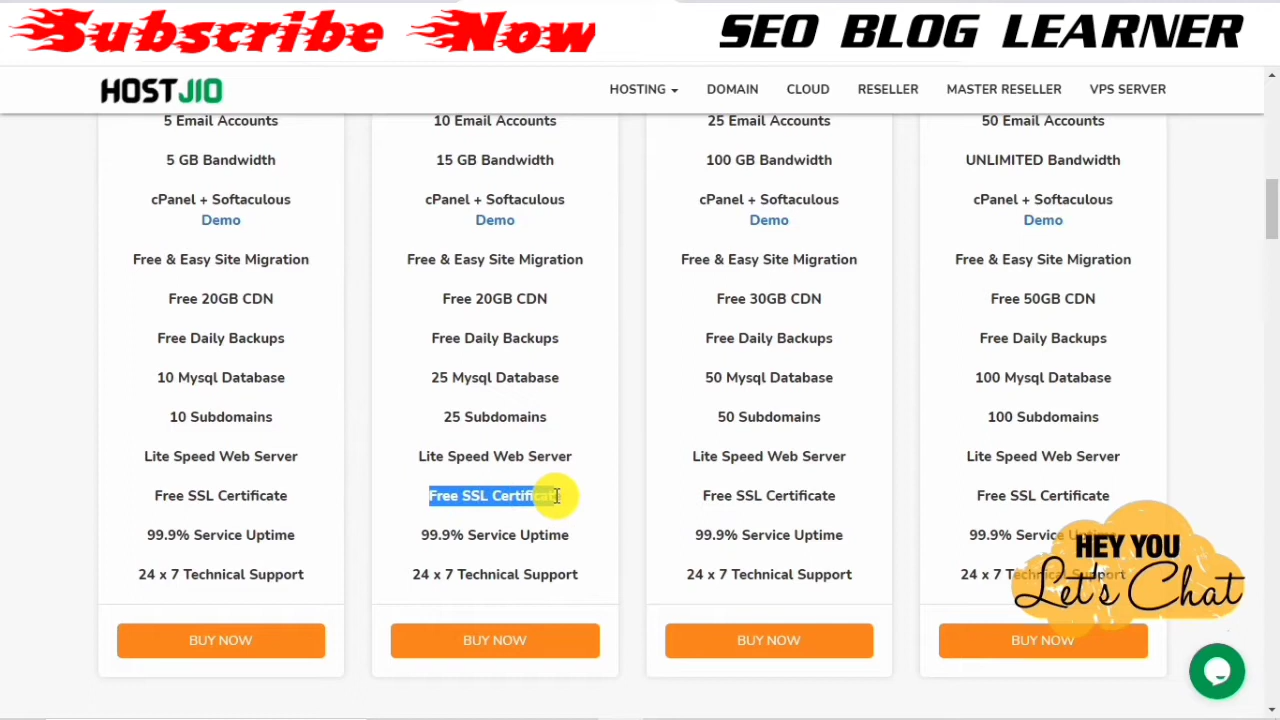 Subscribe Now
SEO BLOG LEARNER
HOSTJIO
HOSTING
DOMAIN
CLOUD
RESELLER
MASTER RESELLER
VPS SERVER
5 Email Accounts
5 GB Bandwidth
cPanel + Softaculous
Demo
Free & Easy Site Migration
Free 20GB CDN
Free Daily Backups
10 Mysql Database
10 Subdomains
Lite Speed Web Server
Free SSL Certificate
99.9% Service Uptime
24 x 7 Technical Support
BUY NOW
10 Email Accounts
15 GB Bandwidth
cPanel + Softaculous
Demo
Free & Easy Site Migration
Free 20GB CDN
Free Daily Backups
25 Mysql Database
25 Subdomains
Lite Speed Web Server
Free SSL Certificate
99.9% Service Uptime
24 x 7 Technical Support
BUY NOW
25 Email Accounts
100 GB Bandwidth
cPanel + Softaculous
Demo
Free & Easy Site Migration
Free 30GB CDN
Free Daily Backups
50 Mysql Database
50 Subdomains
Lite Speed Web Server
Free SSL Certificate
99.9% Service Uptime
24 x 7 Technical Support
BUY NOW
50 Email Accounts
UNLIMITED Bandwidth
cPanel + Softaculous
Demo
Free & Easy Site Migration
Free 50GB CDN
Free Daily Backups
100 Mysql Database
100 Subdomains
Lite Speed Web Server
Free SSL Certificate
99.9% Service Uptime
24 x 7 Technical Support
BUY NOW
HEY YOU
Let's Chat